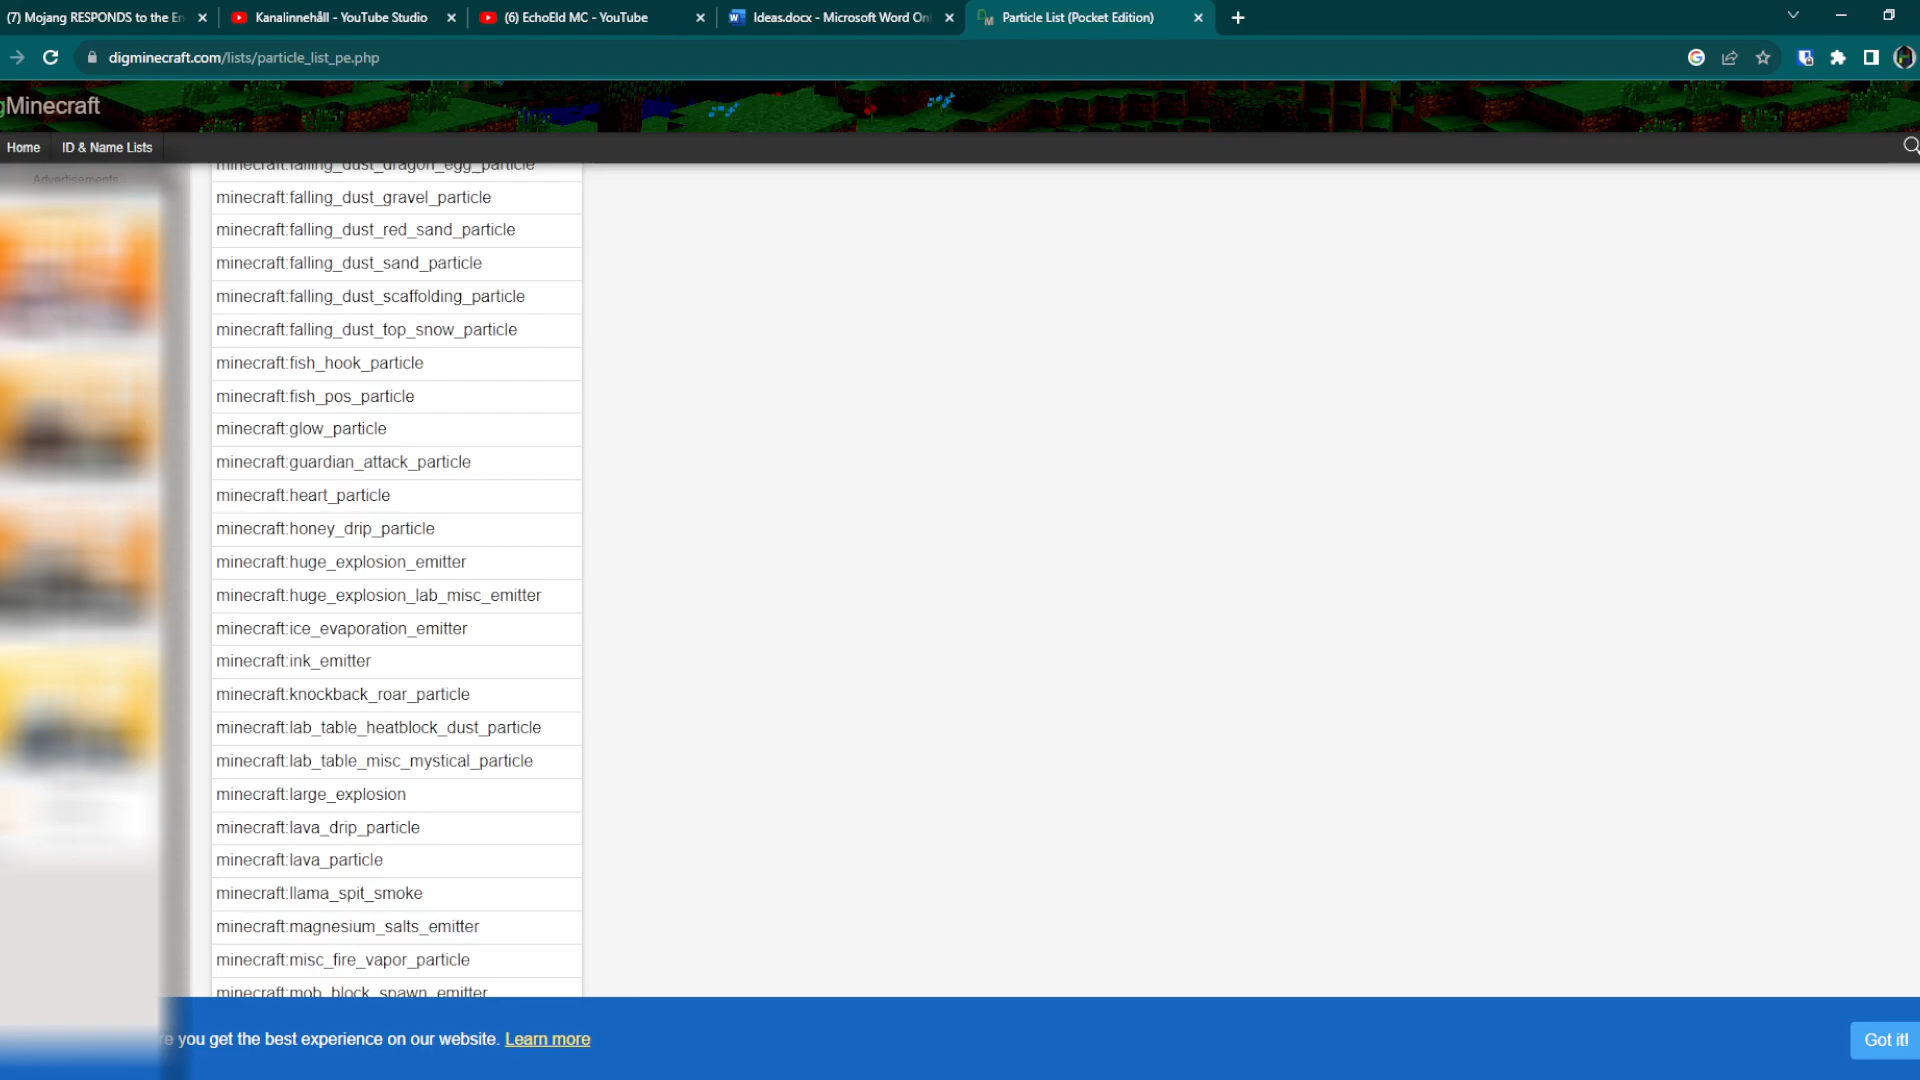 (7) Mojang RESPONDS to the En
Kanalinnehåll - YouTube Studio
(6) EchoEld MC - YouTube
Ideas.docx - Microsoft Word Onl
Particle List (Pocket Edition)
digminecraft.com/lists/particle_list_pe.php
gMinecraft
Home
ID & Name Lists
Advertisements
minecraft:falling_dust_dragon_egg_particle
minecraft:falling_dust_gravel_particle
minecraft:falling_dust_red_sand_particle
minecraft:falling_dust_sand_particle
minecraft:falling_dust_scaffolding_particle
minecraft:falling_dust_top_snow_particle
minecraft:fish_hook_particle
minecraft:fish_pos_particle
minecraft:glow_particle
minecraft:guardian_attack_particle
minecraft:heart_particle
minecraft:honey_drip_particle
minecraft:huge_explosion_emitter
minecraft:huge_explosion_lab_misc_emitter
minecraft:ice_evaporation_emitter
minecraft:ink_emitter
minecraft:knockback_roar_particle
minecraft:lab_table_heatblock_dust_particle
minecraft:lab_table_misc_mystical_particle
minecraft:large_explosion
minecraft:lava_drip_particle
minecraft:lava_particle
minecraft:llama_spit_smoke
minecraft:magnesium_salts_emitter
minecraft:misc_fire_vapor_particle
minecraft:mob_block_spawn_emitter
e you get the best experience on our website. Learn more
Got it!